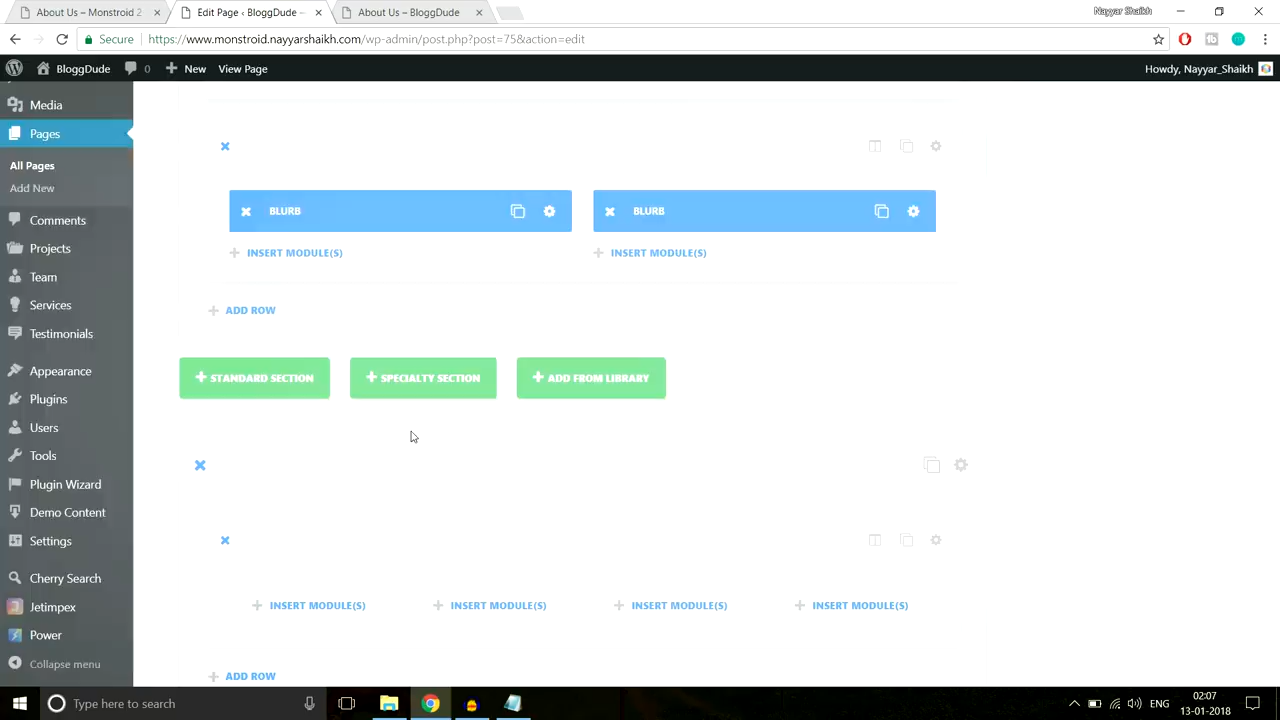 About Us – Monstroid 2
Edit Page ‹ BloggDude —
About Us – BloggDude
Nayyar Shaikh
Secure
https://www.monstroid.nayyarshaikh.com/wp-admin/post.php?post=75&action=edit
BloggDude
0
New
View Page
Howdy, Nayyar_Shaikh
Media
Pages
All Pages
Add New
Comments
Projects
Team
Services
Testimonials
Appearance
Plugins
Users
Tools
Plugin Wizard
Demo Content
Settings
Cherry Search
Jetimpex
Power
Collapse menu
BLURB
BLURB
INSERT MODULE(S)
INSERT MODULE(S)
ADD ROW
STANDARD SECTION
SPECIALTY SECTION
ADD FROM LIBRARY
INSERT MODULE(S)
INSERT MODULE(S)
INSERT MODULE(S)
INSERT MODULE(S)
ADD ROW
Type here to search
ENG
02:07
13-01-2018